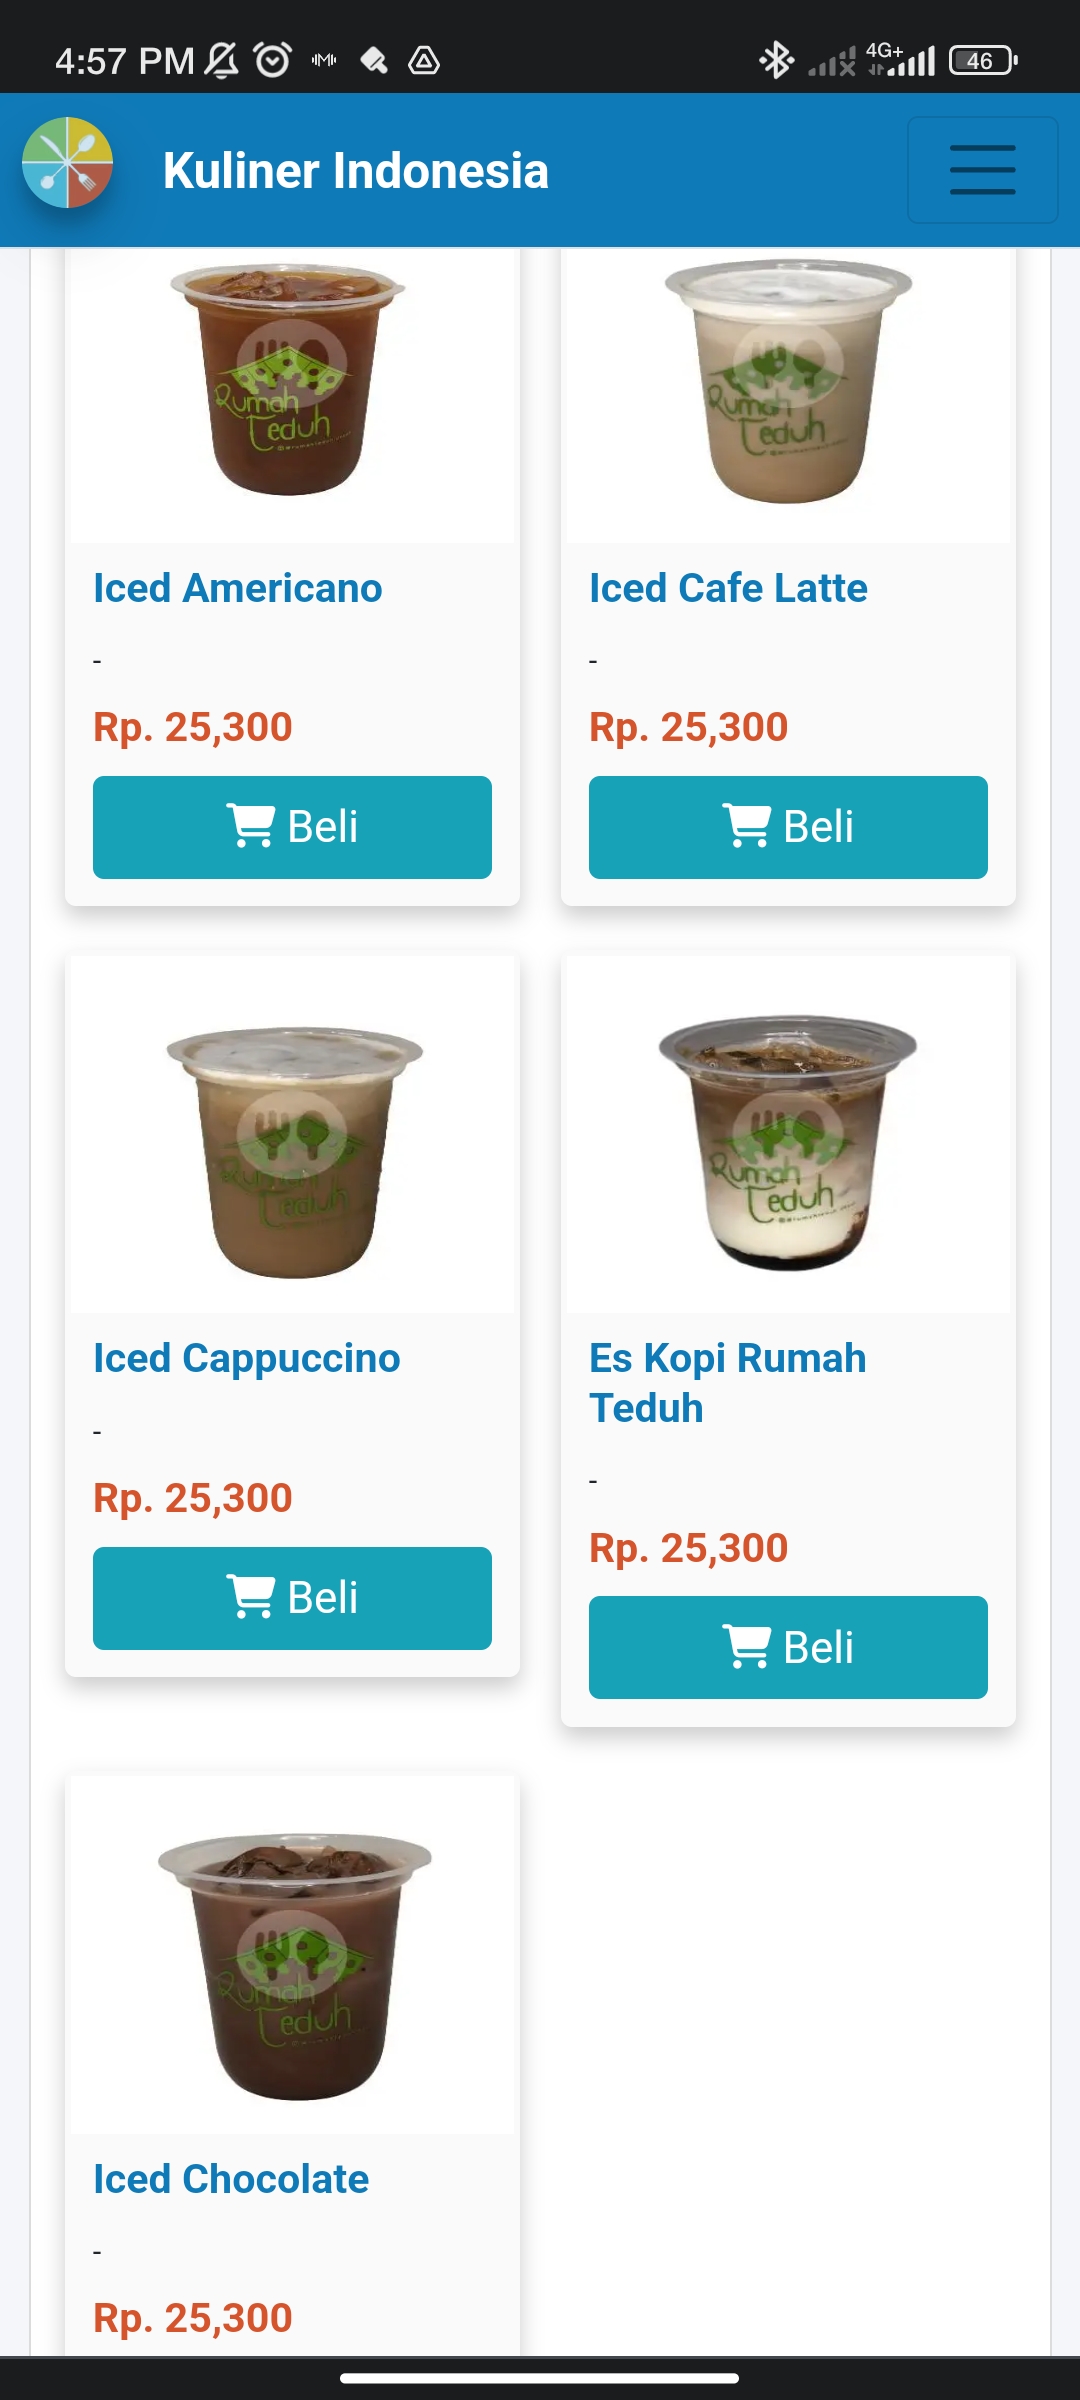 4:57 PM
4G+
46
Kuliner Indonesia
Rumah
Teduh
Rumah
Teduh
Iced Americano
Iced Cafe Latte
-
-
Rp. 25,300
Rp. 25,300
Beli
Beli
Rumah
Teduh
Rumah
Teduh
Iced Cappuccino
Es Kopi Rumah
Teduh
-
-
Rp. 25,300
Rp. 25,300
Beli
Beli
Rumah
Teduh
Iced Chocolate
-
Rp. 25,300